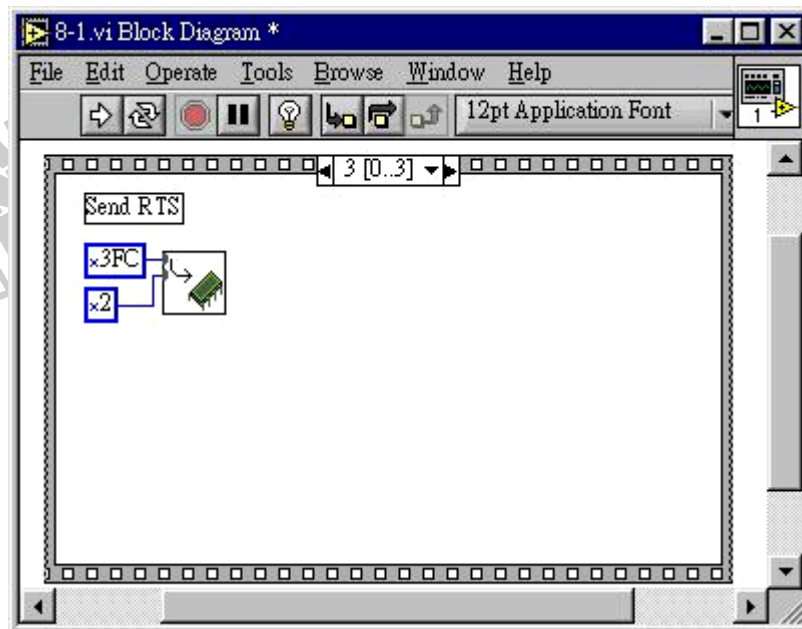 8-1.vi Block Diagram *
File Edit Operate Tools Browse Window Help
12pt Application Font
1
3 [0..3]
Send RTS
x3FC
x2